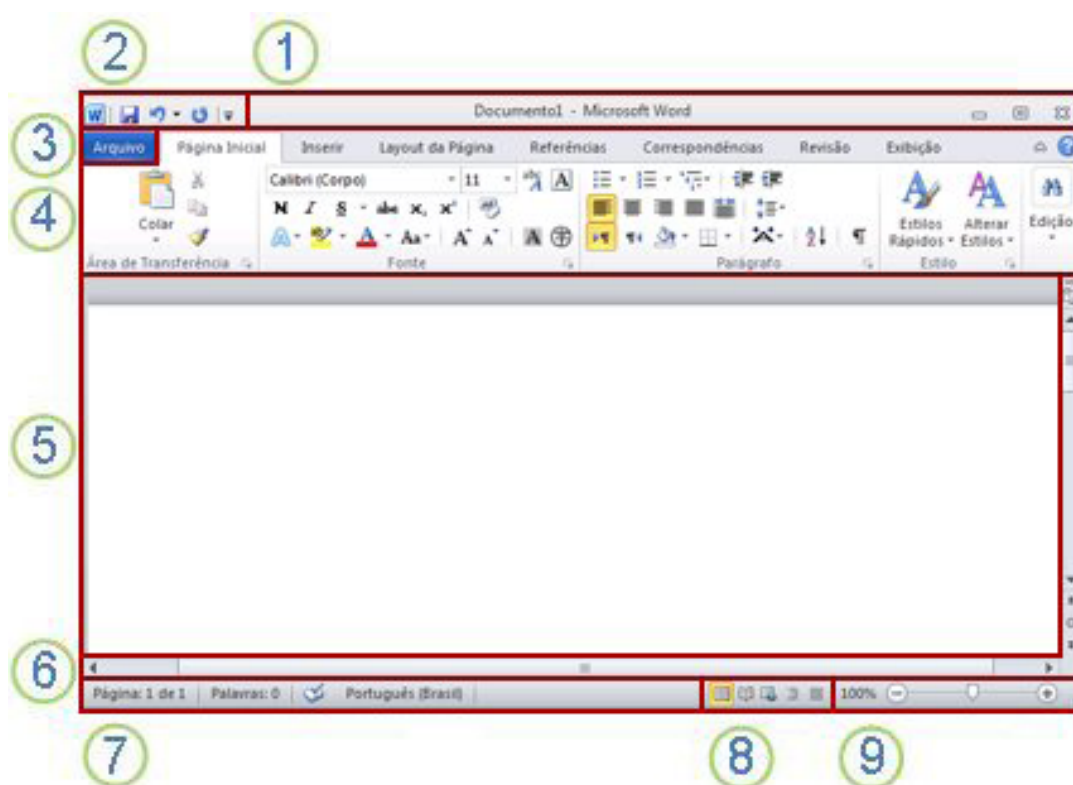 2 1
Documento1 - Microsoft Word
3
Arquivo Página Inicial Inserir Layout da Página Referências Correspondências Revisão Exibição
4
Calibri (Corpo) 11
Colar
N I S abc x, x²
Aa A A
Estilos Rápidos
Alterar Estilos
Edição
Área de Transferência Fonte Parágrafo Estilo
5
6
Página: 1 de 1 Palavras: 0 Português (Brasil) 100%
7 8 9